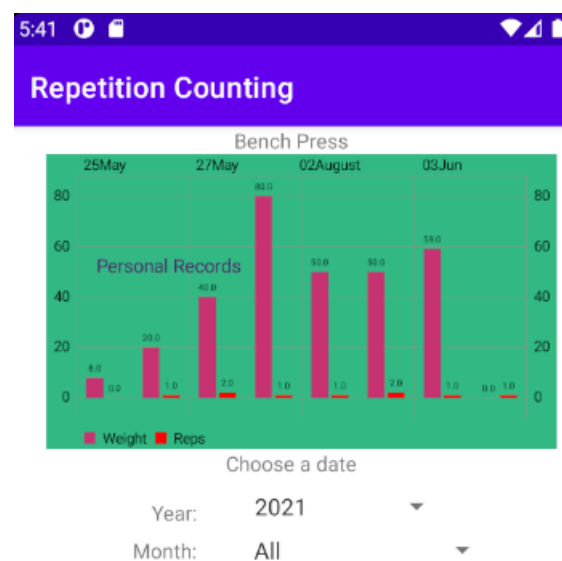 5:41
Repetition Counting
Bench Press
25May 27May 02August 03Jun
80 80.0 80
60 59.0 60
Personal Records 50.0 50.0
40 40.0 40
20 20.0 20
8.0
0.0 1.0 2.0 1.0 1.0 2.0 1.0 0.0 1.0
0 0
Weight Reps
Choose a date
Year: 2021
Month: All